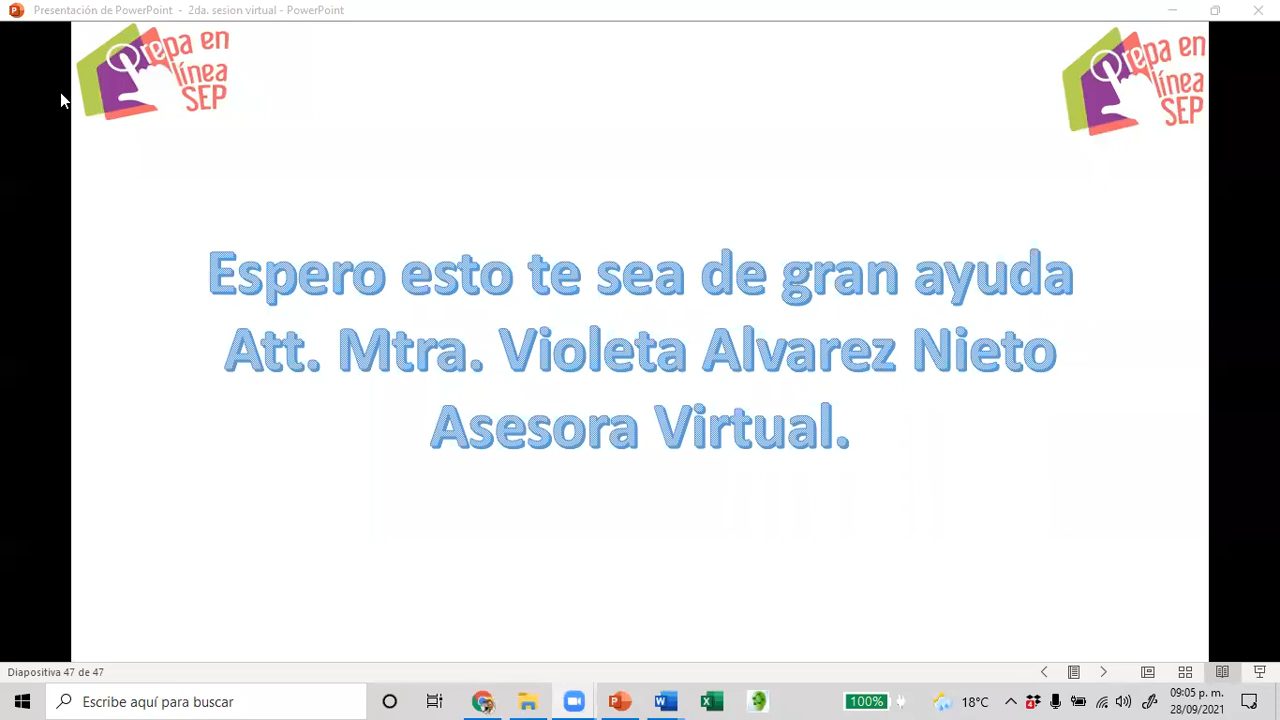 Presentación de PowerPoint - 2da. sesion virtual - PowerPoint
Prepa en
línea
SEP
Prepa en
línea
SEP
Espero esto te sea de gran ayuda
Att. Mtra. Violeta Alvarez Nieto
Asesora Virtual.
Diapositiva 47 de 47
Escribe aquí para buscar
100%
18°C
4
09:05 p. m.
28/09/2021